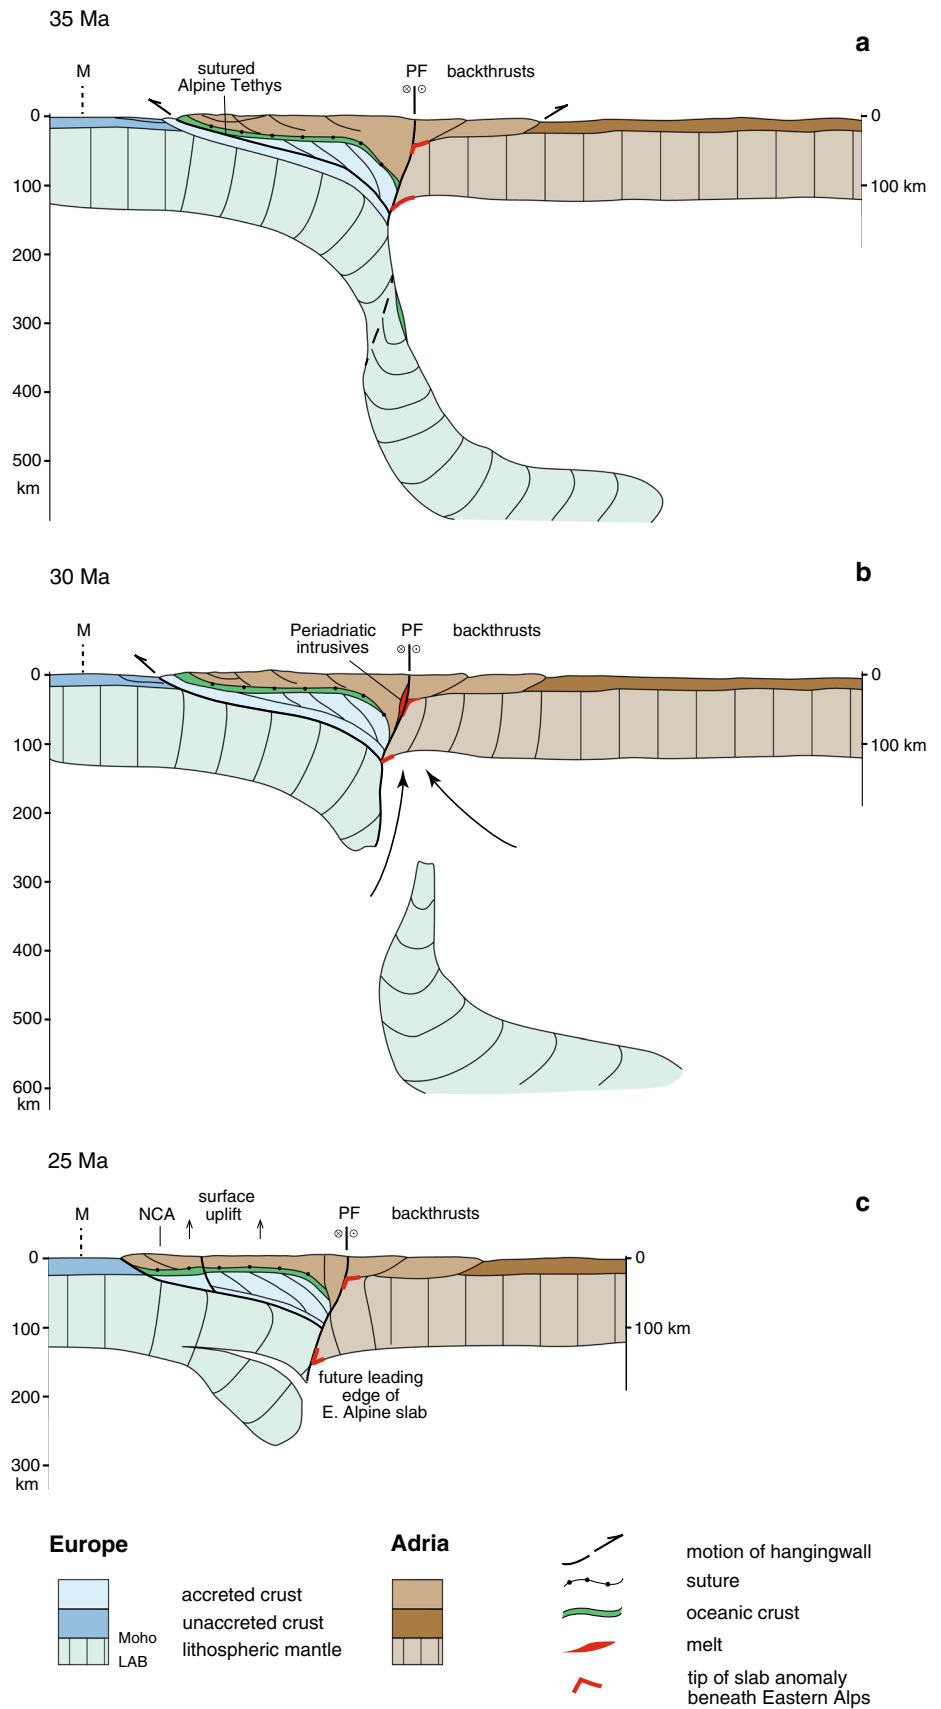 35 Ma
a
M
sutured
Alpine Tethys
PF
backthrusts
0
0
100
100 km
200
300
400
500
km
30 Ma
b
M
Periadriatic
intrusives
PF
backthrusts
0
0
100
100 km
200
300
400
500
600
km
25 Ma
c
M
NCA
surface
uplift
PF
backthrusts
0
0
100
100 km
200
300
km
future leading
edge of
E. Alpine slab
Europe
accreted crust
unaccreted crust
Moho
lithospheric mantle
LAB
Adria
motion of hangingwall
suture
oceanic crust
melt
tip of slab anomaly
beneath Eastern Alps